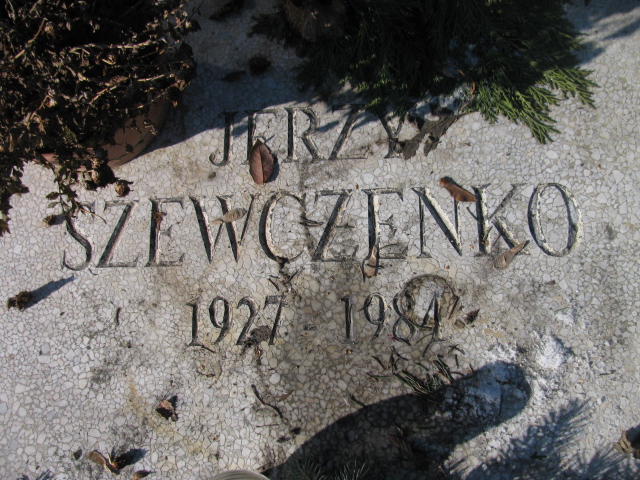 JERZY
SZEWCZENKO
1927 - 1984